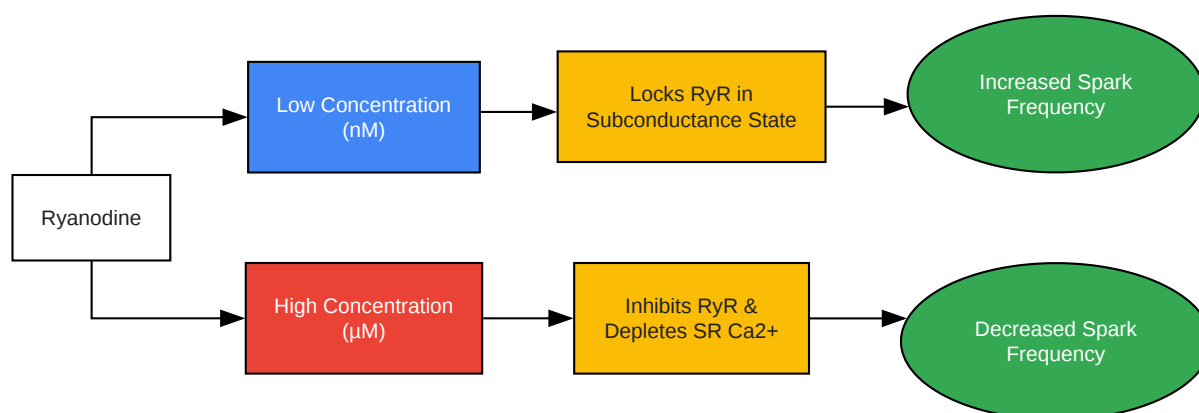 Ryanodine
Low Concentration
(nM)
Locks RyR in
Subconductance State
Increased Spark
Frequency
High Concentration
(µM)
Inhibits RyR &
Depletes SR Ca2+
Decreased Spark
Frequency